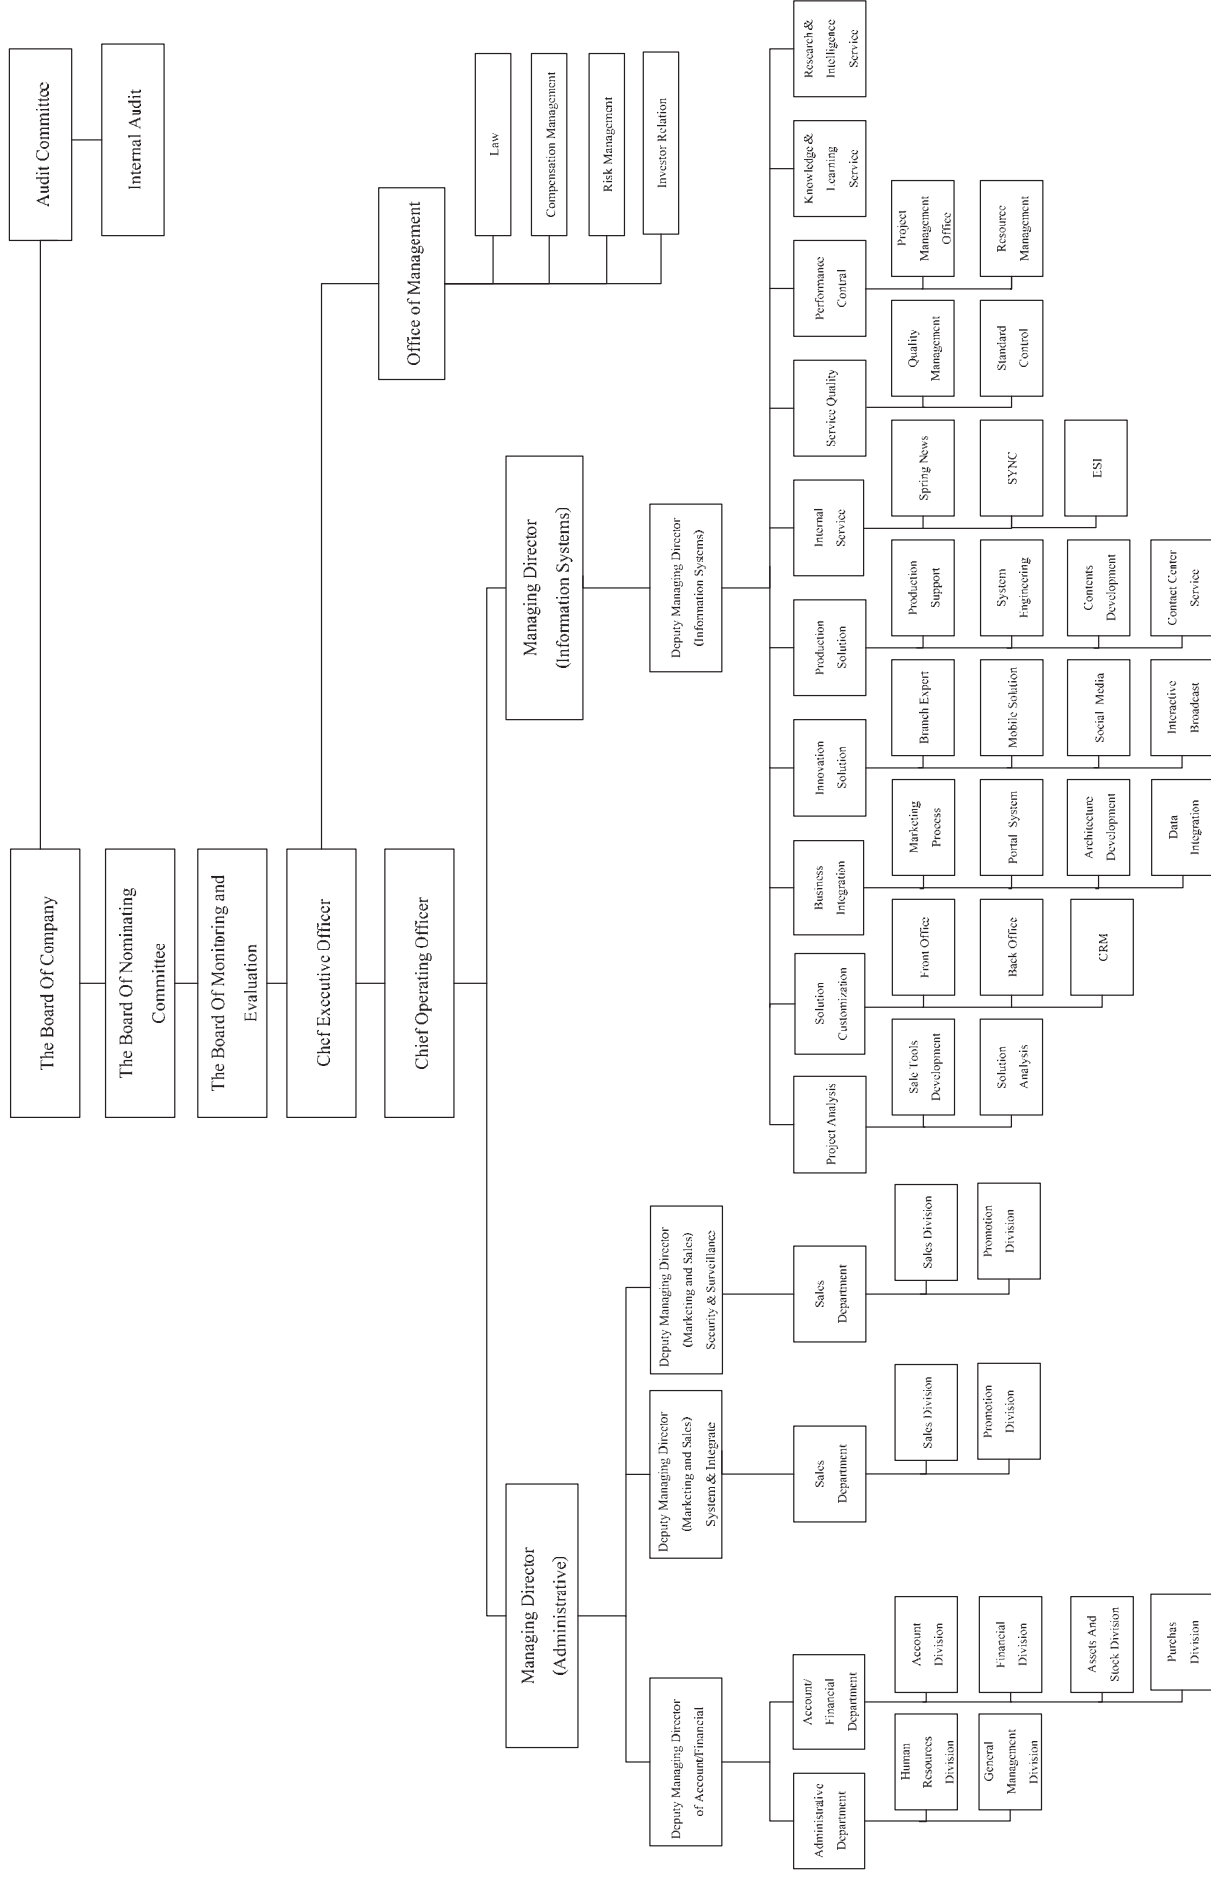 The Board Of Company
Audit Committee
Internal Audit
The Board Of Nominating
Committee
The Board Of Monitoring and
Evaluation
Chef Executive Officer
Chief Operating Officer
Office of Management
Law
Compensation Management
Risk Management
Investor Relation
Managing Director
(Administrative)
Managing Director
(Information Systems)
Deputy Managing Director
of Account/Financial
Deputy Managing Director
(Marketing and Sales)
System & Integrate
Deputy Managing Director
(Marketing and Sales)
Security & Surveillance
Deputy Managing Director
(Information Systems)
Administrative
Department
Account/
Financial
Department
Sales
Department
Sales
Department
Project Analysis
Solution
Customization
Business
Integration
Innovation
Solution
Production
Solution
Internal
Service
Service Quality
Performance
Contral
Knowledge &
Learning
Service
Research &
Intelligence
Service
Human
Resources
Division
General
Management
Division
Account
Division
Financial
Division
Assets And
Stock Division
Purchas
Division
Sales Division
Promotion
Division
Sales Division
Promotion
Division
Sale Tools
Development
Solution
Analysis
Front Office
Back Office
CRM
Marketing
Process
Portal System
Architecture
Development
Data
Integration
Branch Expert
Mobile Solution
Social Media
Interactive
Broadcast
Production
Support
System
Engineering
Contents
Development
Contact Center
Service
Spring News
SYNC
ESI
Quality
Management
Standard
Control
Project
Management
Office
Resource
Management